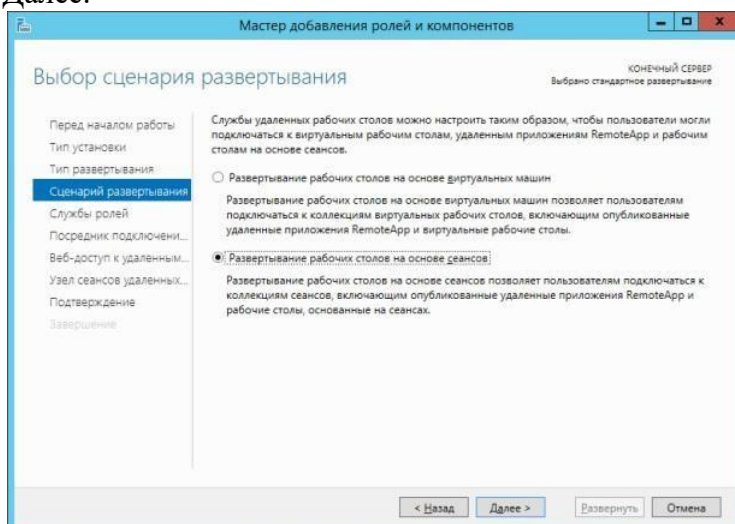 Далее.
Мастер добавления ролей и компонентов
Выбор сценария развертывания
КОНЕЧНЫЙ СЕРВЕР
Выбрано стандартное развертывание
Перед началом работы
Тип установки
Тип развертывания
Сценарий развертывания
Службы ролей
Посредник подключени...
Веб-доступ к удаленным...
Узел сеансов удаленных...
Подтверждение
Завершение
Службы удаленных рабочих столов можно настроить таким образом, чтобы пользователи могли
подключаться к виртуальным рабочим столам, удаленным приложениям RemoteApp и рабочим
столам на основе сеансов.
Развертывание рабочих столов на основе виртуальных машин
Развертывание рабочих столов на основе виртуальных машин позволяет пользователям
подключаться к коллекциям виртуальных рабочих столов, включающим опубликованные
удаленные приложения RemoteApp и виртуальные рабочие столы.
Развертывание рабочих столов на основе сеансов
Развертывание рабочих столов на основе сеансов позволяет пользователям подключаться к
коллекциям сеансов, включающим опубликованные удаленные приложения RemoteApp и
рабочие столы, основанные на сеансах.
< Назад
Далее >
Развернуть
Отмена